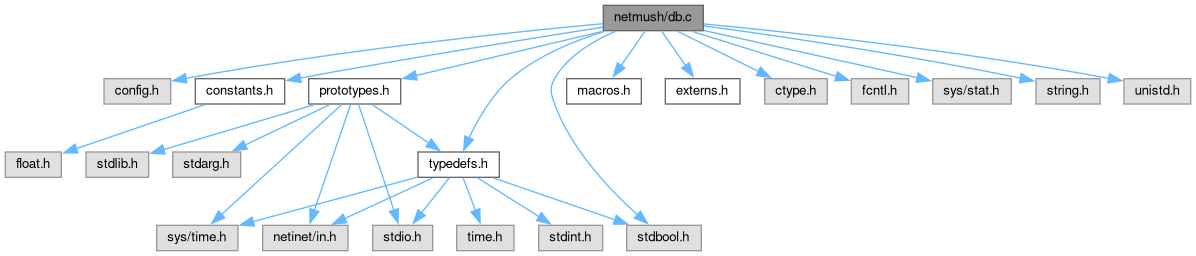 netmush/db.c
config.h
constants.h
prototypes.h
macros.h
externs.h
ctype.h
fcntl.h
sys/stat.h
string.h
unistd.h
float.h
stdlib.h
stdarg.h
typedefs.h
sys/time.h
netinet/in.h
stdio.h
time.h
stdint.h
stdbool.h